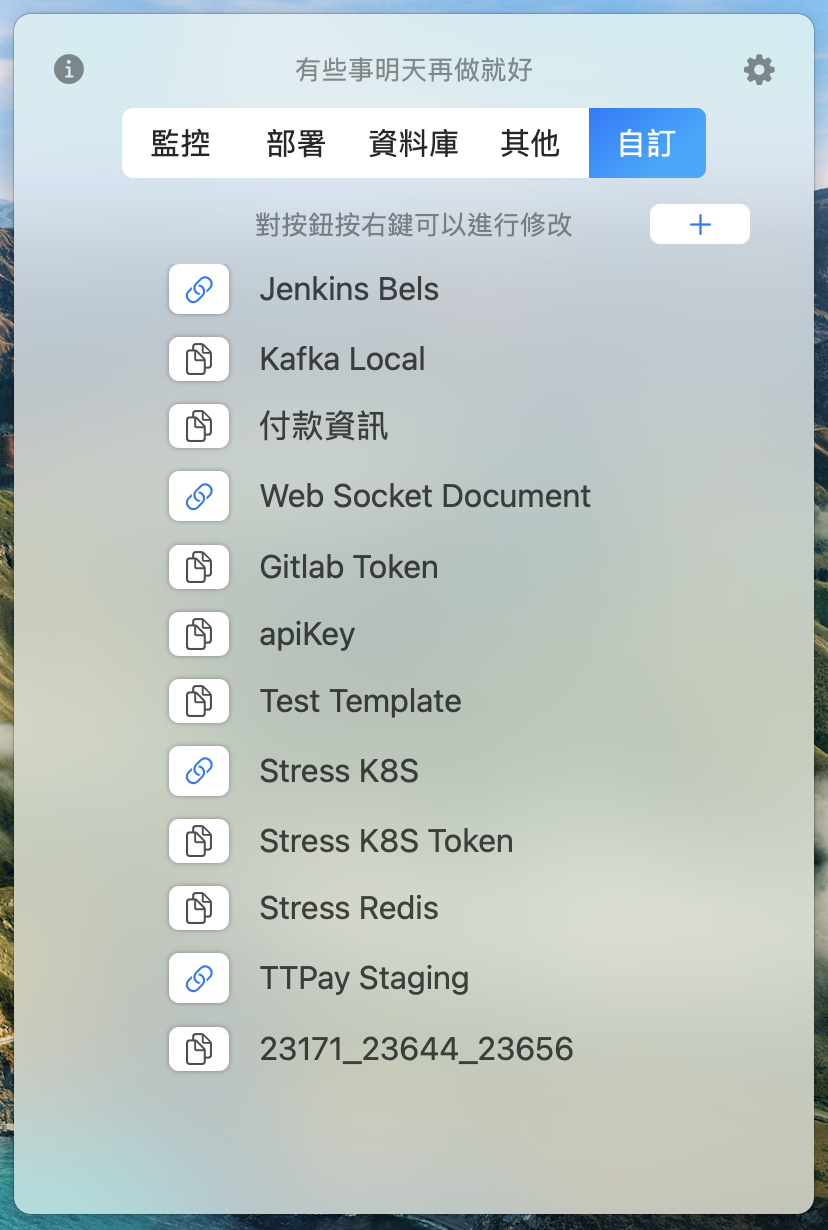 有些事明天再做就好
監控 部署 資料庫 其他 自訂
對按鈕按右鍵可以進行修改
Jenkins Bels
Kafka Local
付款資訊
Web Socket Document
Gitlab Token
apiKey
Test Template
Stress K8S
Stress K8S Token
Stress Redis
TTPay Staging
23171_23644_23656